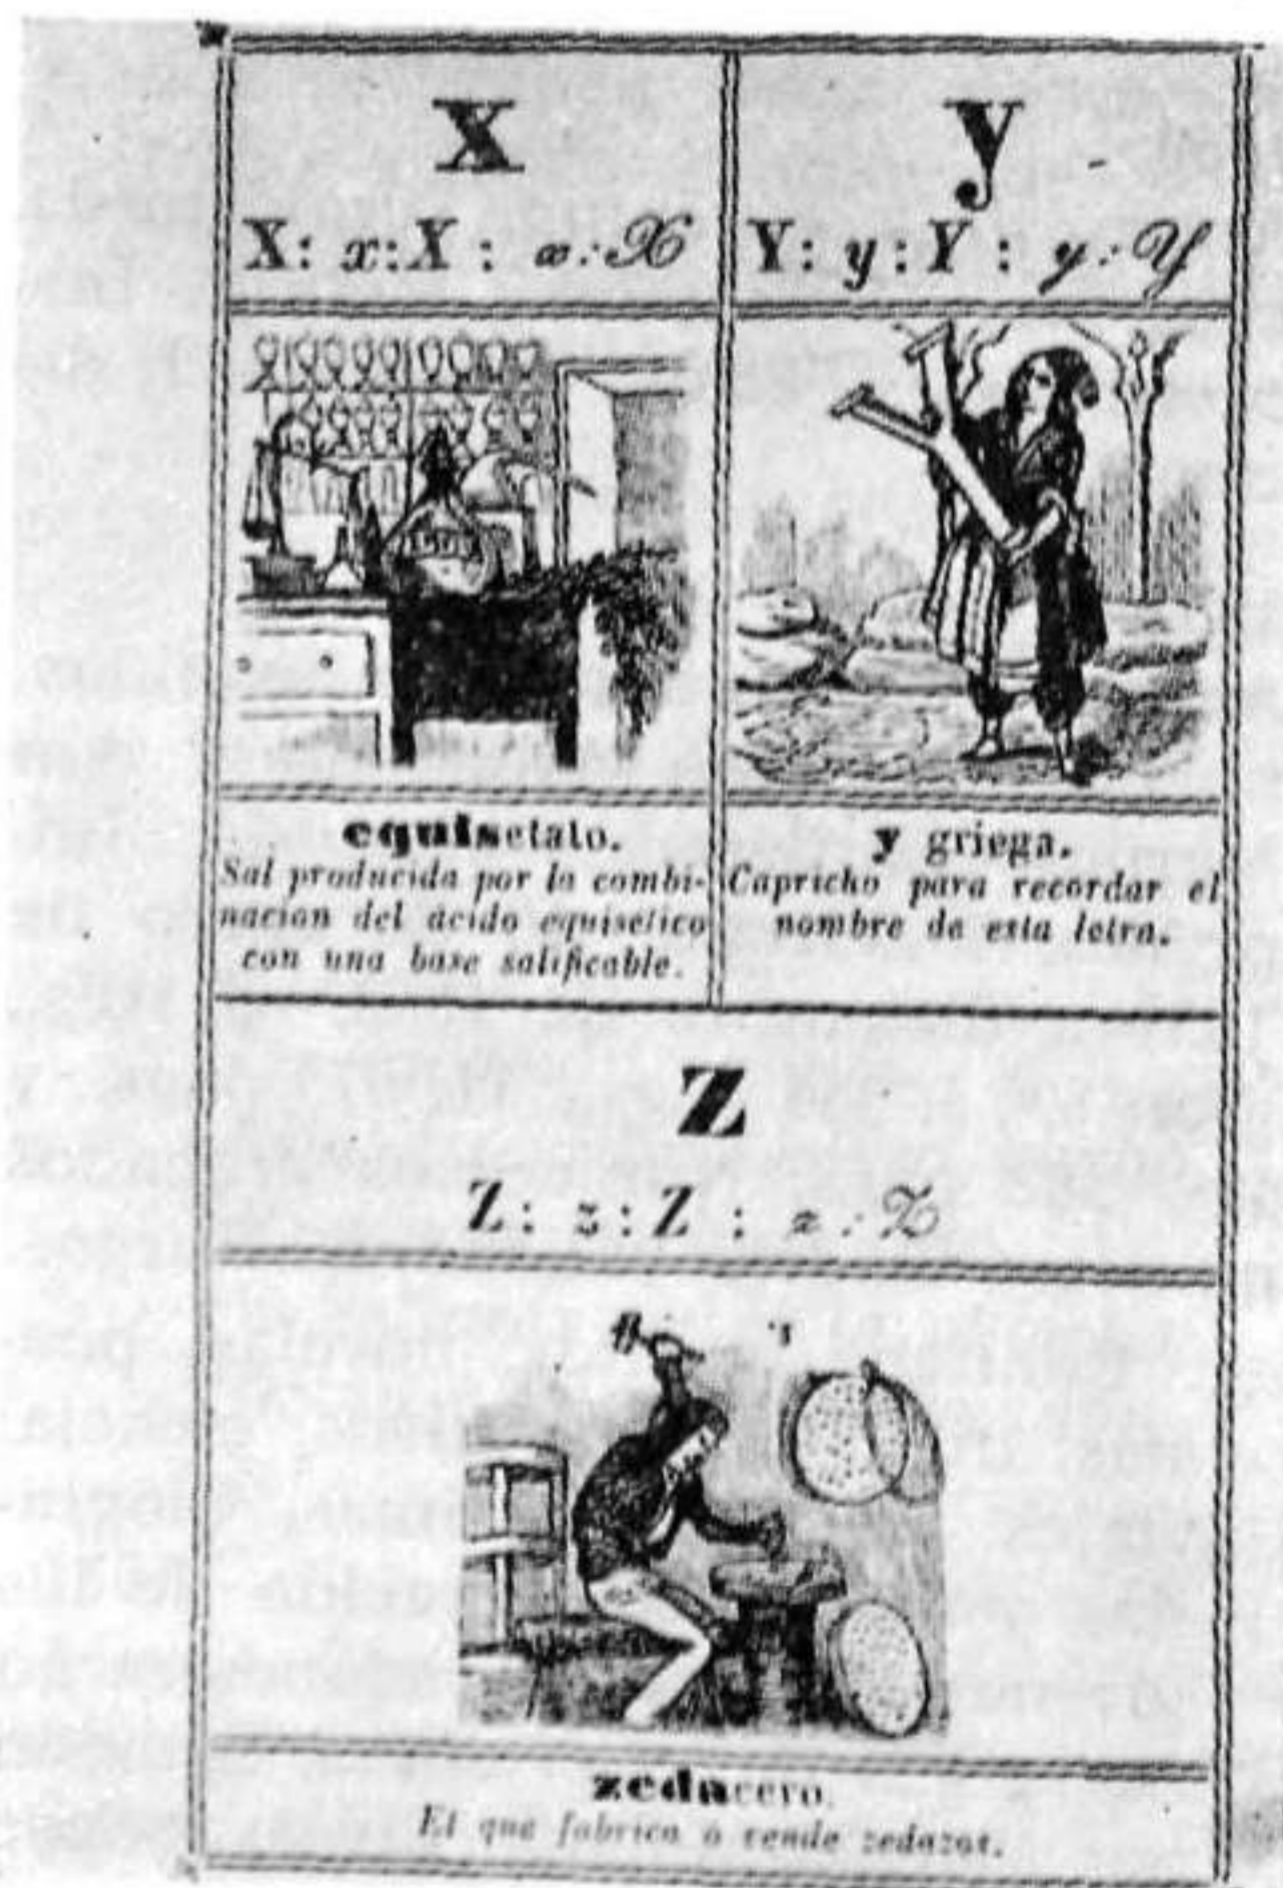 x
X: x: X: x: X
equisetato.
Sal producida por la combi-
nacion del ácido equisetico
con una base salificable.
y
Y: y: Y: y: Y
y griega.
Capricho para recordar el
nombre de esta letra.
z
Z: z: Z: z: Z
zedacero.
El que fabrica ó vende zedazos.